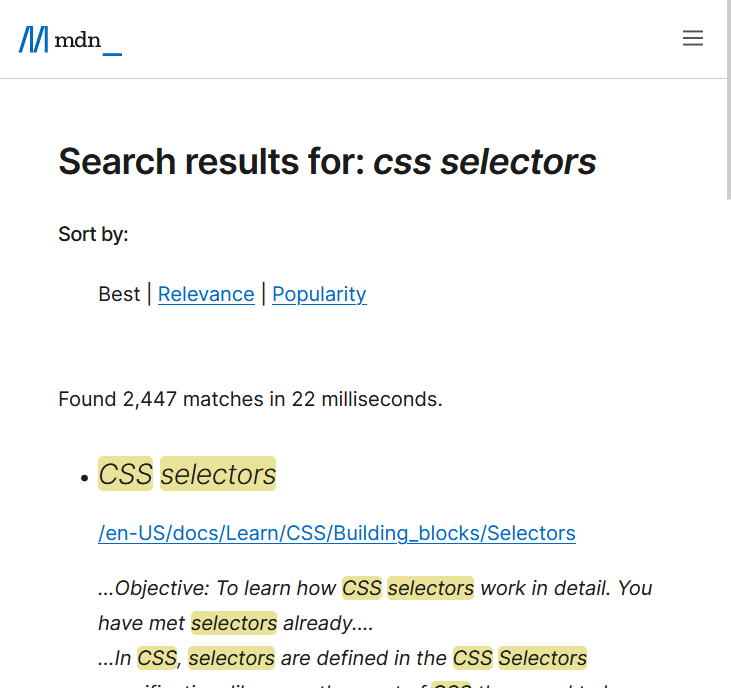 mdn_
Search results for: css selectors
Sort by:
Best | Relevance | Popularity
Found 2,447 matches in 22 milliseconds.
• CSS selectors
/en-US/docs/Learn/CSS/Building_blocks/Selectors
...Objective: To learn how CSS selectors work in detail. You
have met selectors already....
...In CSS, selectors are defined in the CSS Selectors